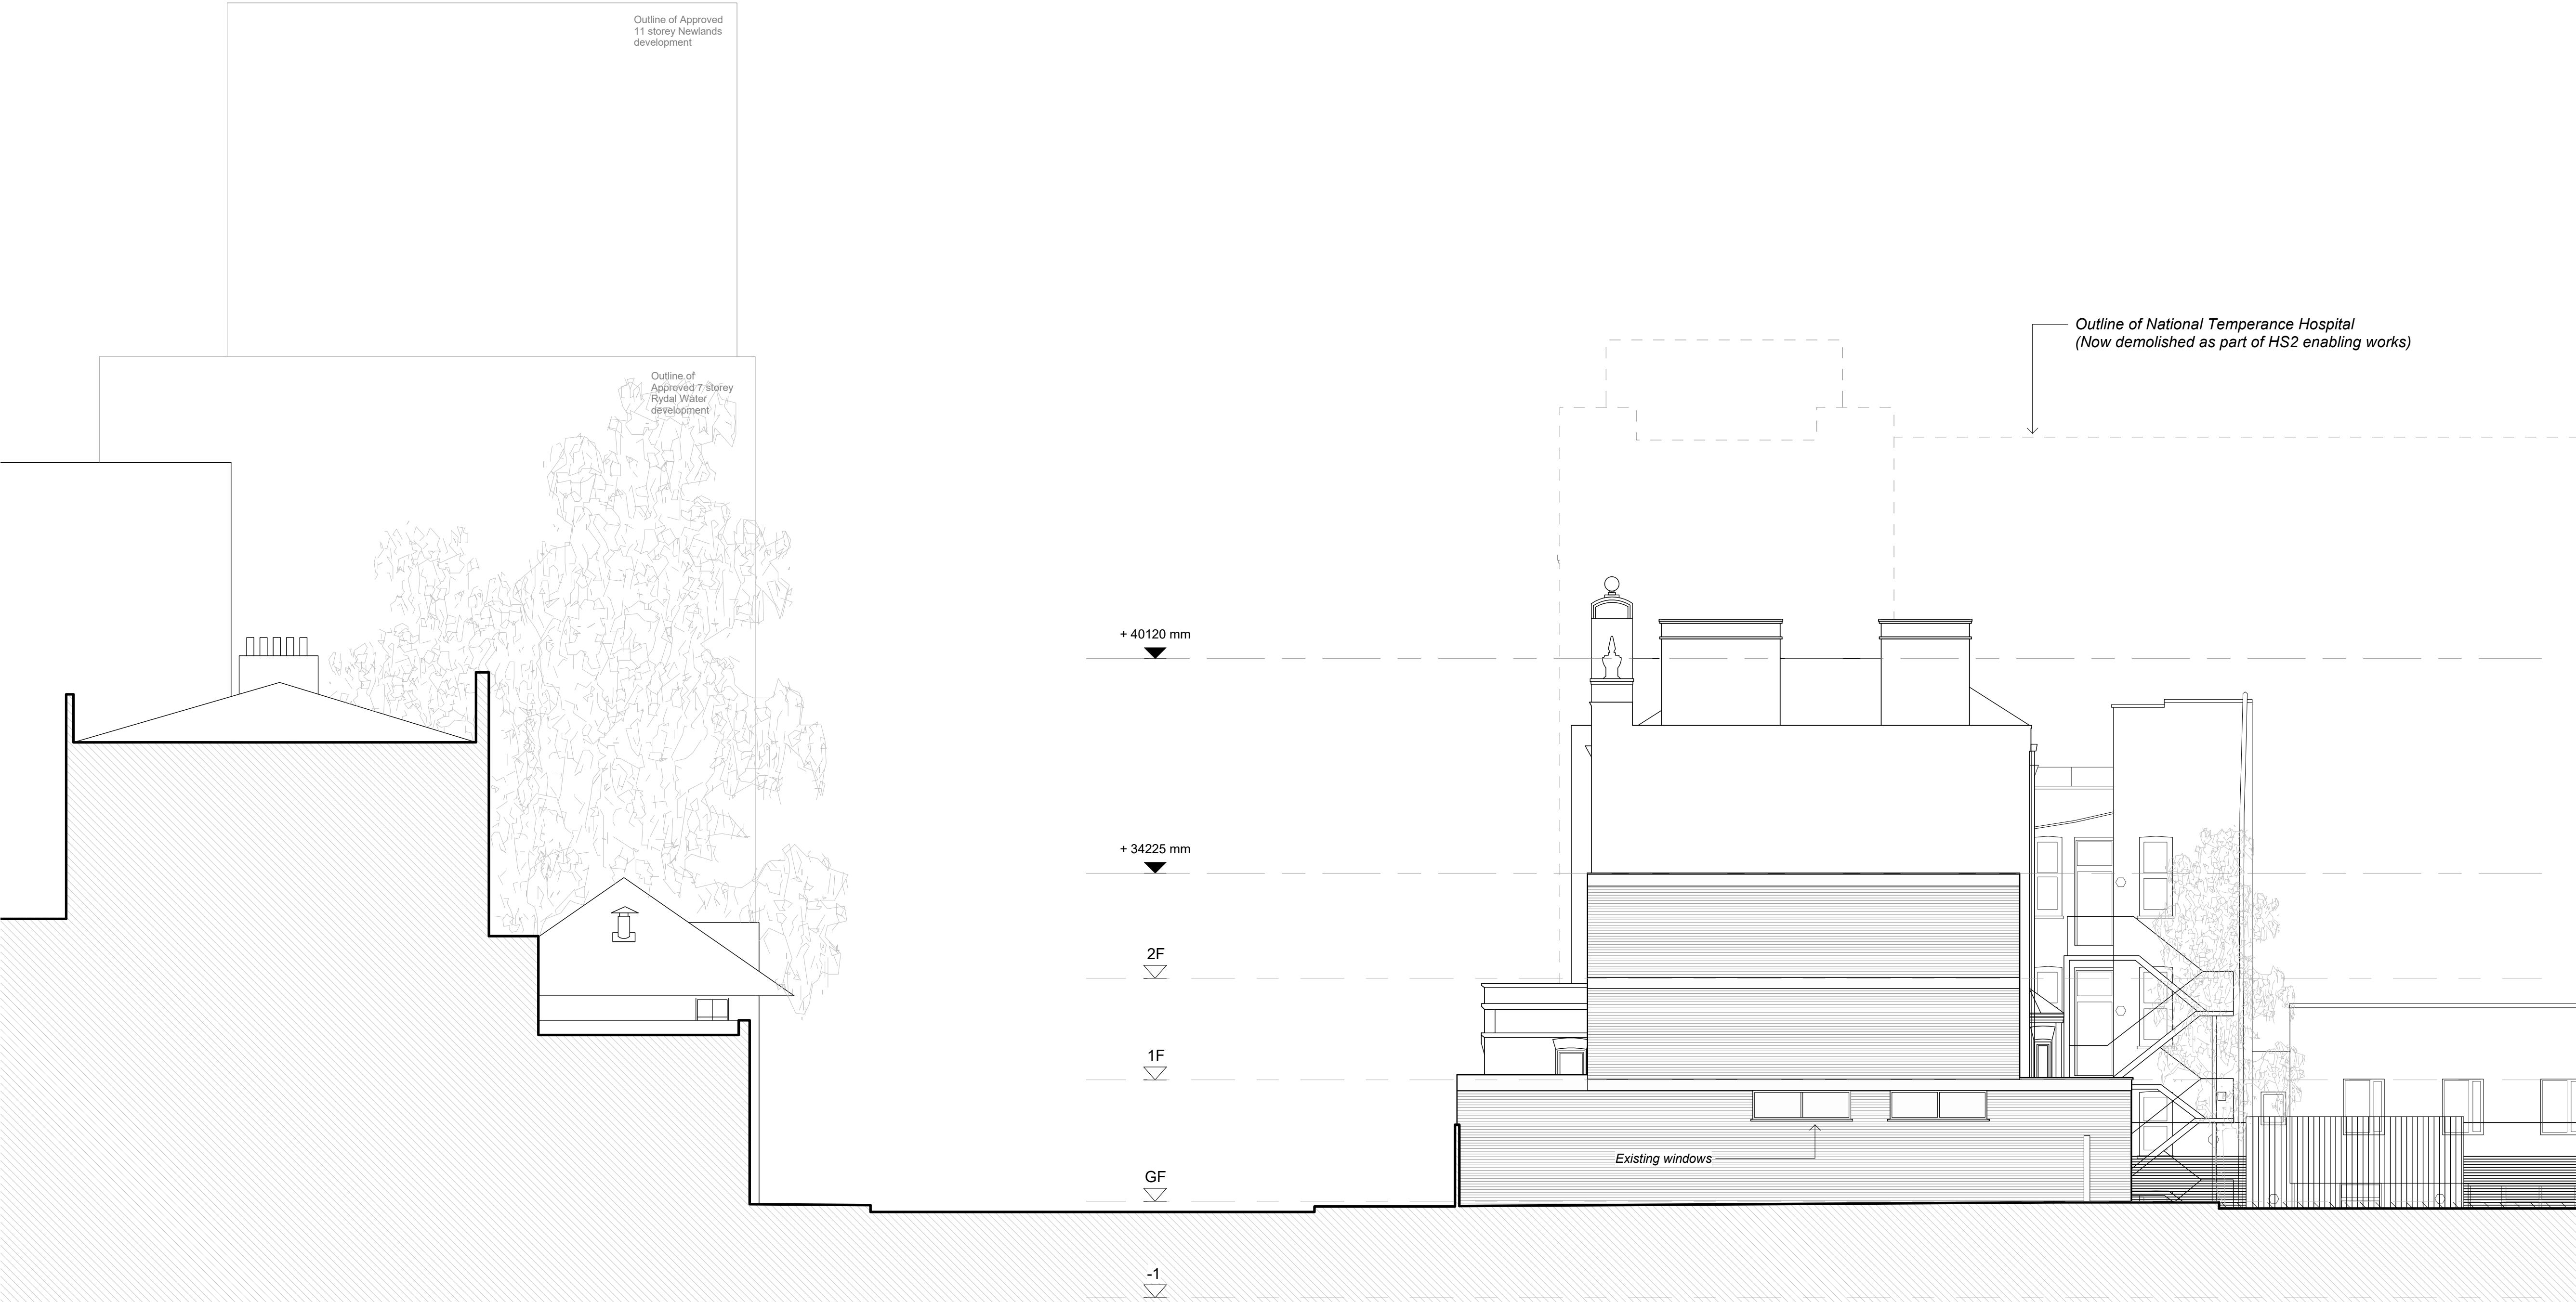 Outline of Approved
11 storey Newlands
development
Outline of
Approved 7 storey
Rydal Water
development
Outline of National Temperance Hospital
(Now demolished as part of HS2 enabling works)
+ 40120 mm
+ 34225 mm
2F
1F
Existing windows
GF
-1